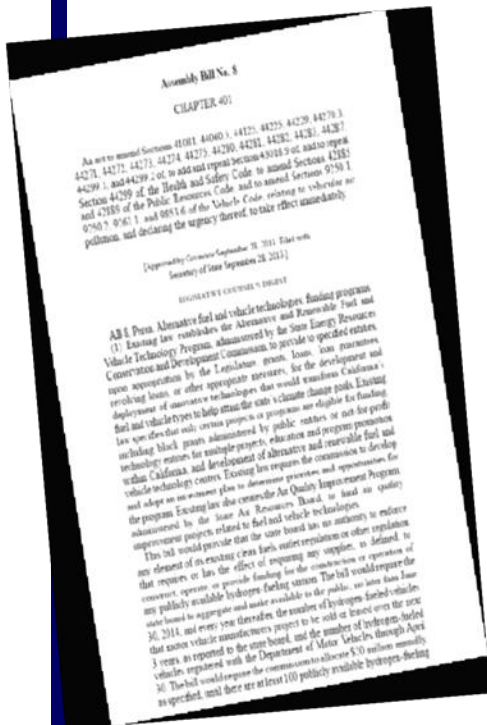 Assembly Bill No. 8
CHAPTER 401
An act to amend Sections 41081, 44060.5, 44125, 44225, 44229, 44270.3,
44271, 44272, 44273, 44274, 44275, 44280, 44281, 44282, 44283, 44287,
44299.1, and 44299.2 of, to add and repeal Section 43018.9 of, and to repeal
Section 44299 of, the Health and Safety Code, to amend Sections 42885
and 42889 of the Public Resources Code, and to amend Sections 9250.1,
9250.2, 9261.1, and 9853.6 of the Vehicle Code, relating to vehicular air
pollution, and declaring the urgency thereof, to take effect immediately.
[Approved by Governor September 28, 2013. Filed with
Secretary of State September 28, 2013.]
LEGISLATIVE COUNSEL'S DIGEST
AB 8, Perea. Alternative fuel and vehicle technologies: funding programs.
(1) Existing law establishes the Alternative and Renewable Fuel and
Vehicle Technology Program, administered by the State Energy Resources
Conservation and Development Commission, to provide to specified entities,
upon appropriation by the Legislature, grants, loans, loan guarantees,
revolving loans, or other appropriate measures, for the development and
deployment of innovative technologies that would transform California's
fuel and vehicle types to help attain the state's climate change goals. Existing
law specifies that only certain projects or programs are eligible for funding,
including block grants administered by public entities or not-for-profit
technology entities for multiple projects, education and program promotion
within California, and development of alternative and renewable fuel and
vehicle technology centers. Existing law requires the commission to develop
and adopt an investment plan to determine priorities and opportunities for
the program. Existing law also creates the Air Quality Improvement Program,
administered by the State Air Resources Board, to fund air quality
improvement projects related to fuel and vehicle technologies.
This bill would provide that the state board has no authority to enforce
any element of its existing clean fuels outlet regulation or other regulation
that requires or has the effect of requiring any supplier, as defined, to
construct, operate, or provide funding for the construction or operation of
any publicly available hydrogen-fueling station. The bill would require the
state board to aggregate and make available to the public, no later than June
30, 2014, and every year thereafter, the number of hydrogen-fueled vehicles
that motor vehicle manufacturers project to be sold or leased over the next
3 years, as reported to the state board, and the number of hydrogen-fueled
vehicles registered with the Department of Motor Vehicles through April
30. The bill would require the commission to allocate $20 million annually,
as specified, until there are at least 100 publicly available hydrogen-fueling